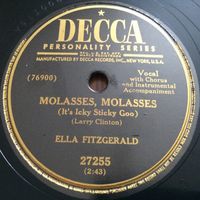 DECCA
PERSONALITY SERIES
MANUFACTURED BY DECCA RECORDS, INC., NEW YORK, U.S.A.
(76900)
Vocal
with Chorus
and Instrumental
Accompaniment
MOLASSES, MOLASSES
(It's Icky Sticky Goo)
(Larry Clinton)
ELLA FITZGERALD
27255
(2:43)